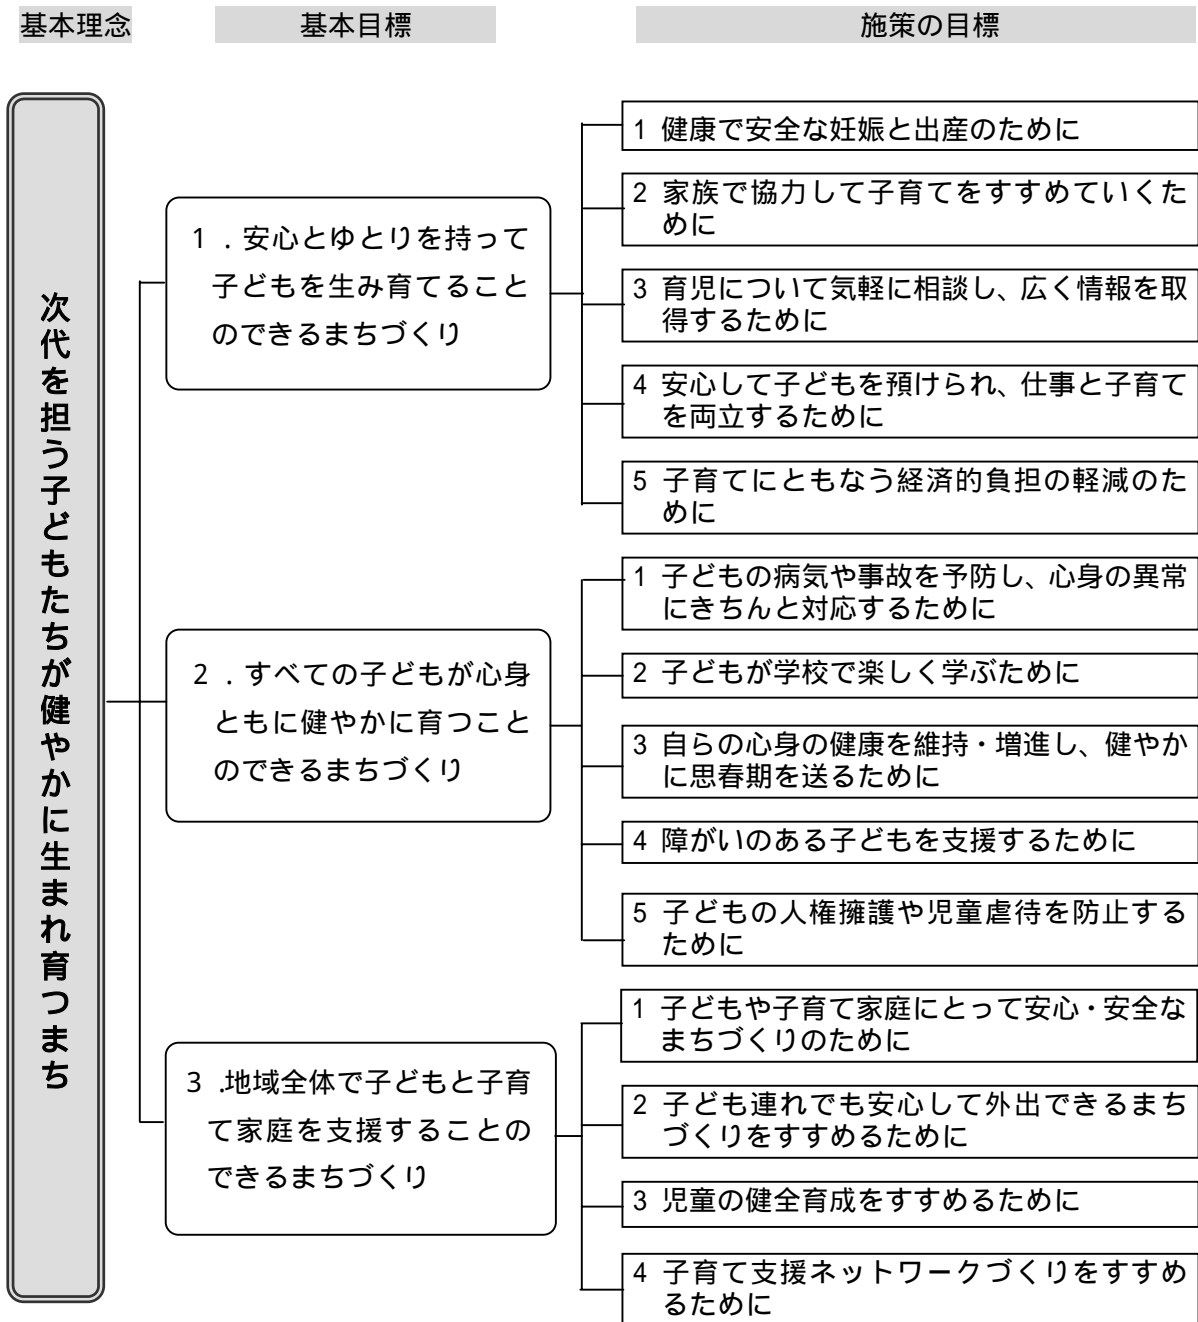 基本理念
基本目標
施策の目標
次代を担う子どもたちが健やかに生まれ育つまち
1．安心とゆとりを持って
子どもを生み育てること
のできるまちづくり
1 健康で安全な妊娠と出産のために
2 家族で協力して子育てをすすめていくた
めに
3 育児について気軽に相談し、広く情報を取
得するために
4 安心して子どもを預けられ、仕事と子育て
を両立するために
5 子育てにともなう経済的負担の軽減のた
めに
2．すべての子どもが心身
ともに健やかに育つこと
のできるまちづくり
1 子どもの病気や事故を予防し、心身の異常
にきちんと対応するために
2 子どもが学校で楽しく学ぶために
3 自らの心身の健康を維持・増進し、健やか
に思春期を送るために
4 障がいのある子どもを支援するために
5 子どもの人権擁護や児童虐待を防止する
ために
3．地域全体で子どもと子育
て家庭を支援することの
できるまちづくり
1 子どもや子育て家庭にとって安心・安全な
まちづくりのために
2 子ども連れでも安心して外出できるまち
づくりをすすめるために
3 児童の健全育成をすすめるために
4 子育て支援ネットワークづくりをすすめ
るために